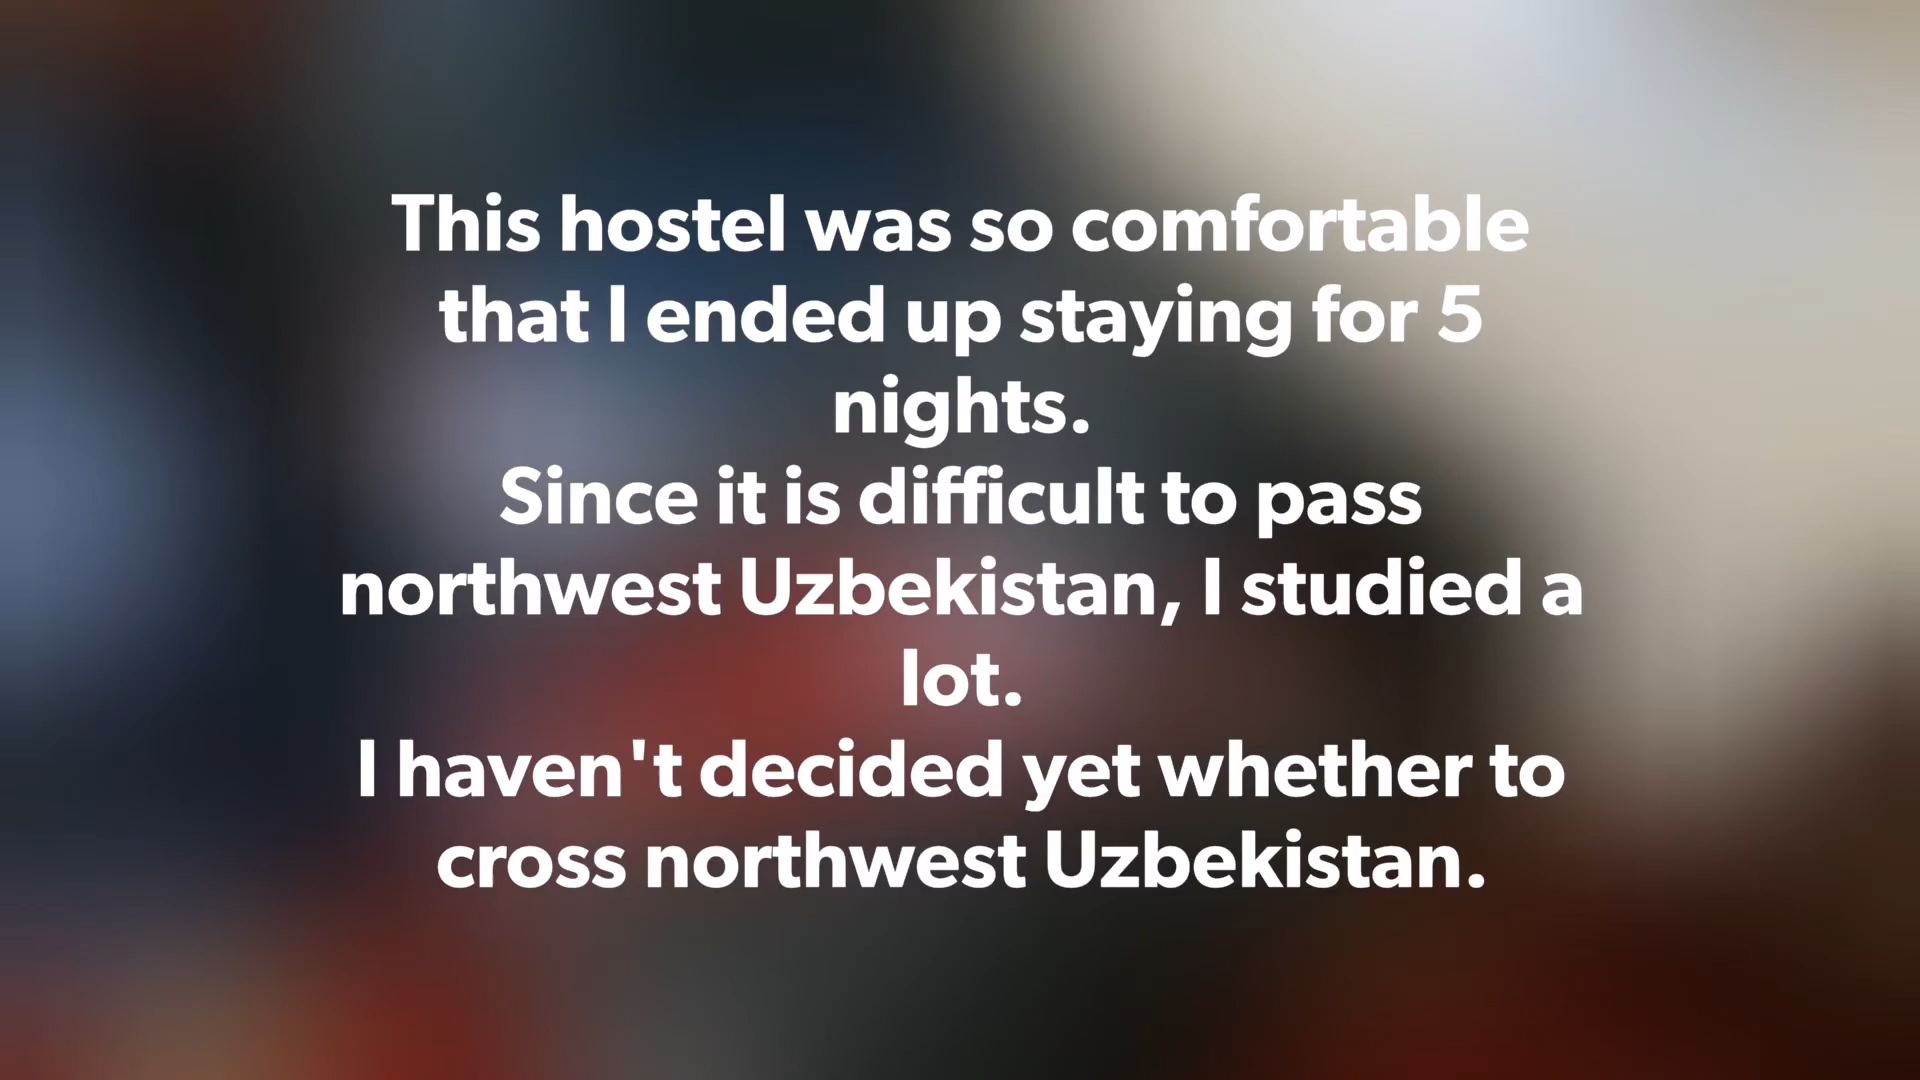 This hostel was so comfortable
that I ended up staying for 5
nights.
Since it is difficult to pass
northwest Uzbekistan, I studied a
lot.
I haven't decided yet whether to
cross northwest Uzbekistan.